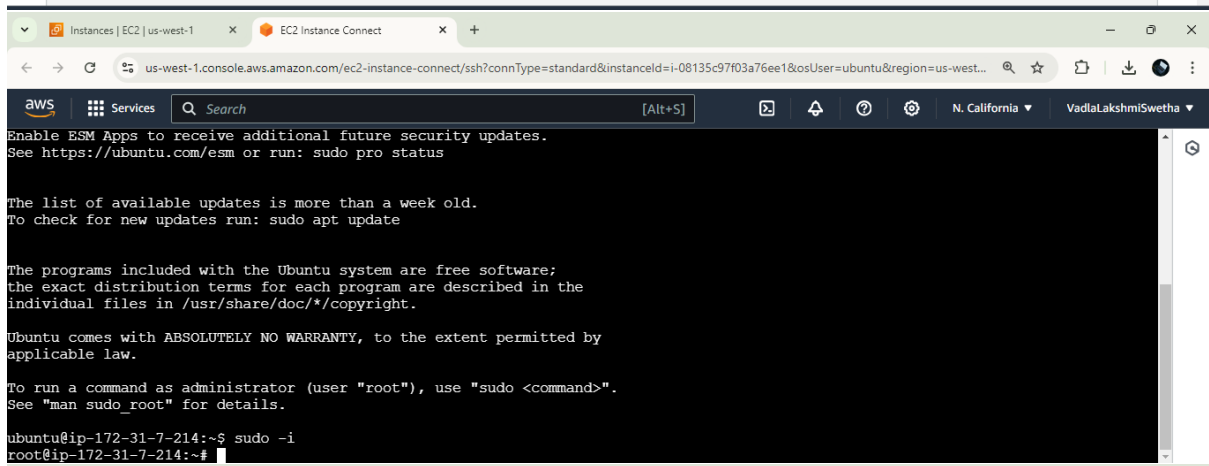 Instances | EC2 | us-west-1
EC2 Instance Connect
us-west-1.console.aws.amazon.com/ec2-instance-connect/ssh?connType=standard&instanceId=i-08135c97f03a76ee1&osUser=ubuntu&region=us-west...
aws Services Search [Alt+S] N. California VadlaLakshmiSwetha
Enable ESM Apps to receive additional future security updates.
See https://ubuntu.com/esm or run: sudo pro status
The list of available updates is more than a week old.
To check for new updates run: sudo apt update
The programs included with the Ubuntu system are free software;
the exact distribution terms for each program are described in the
individual files in /usr/share/doc/*/copyright.
Ubuntu comes with ABSOLUTELY NO WARRANTY, to the extent permitted by
applicable law.
To run a command as administrator (user "root"), use "sudo <command>".
See "man sudo_root" for details.
ubuntu@ip-172-31-7-214:~$ sudo -i
root@ip-172-31-7-214:~#